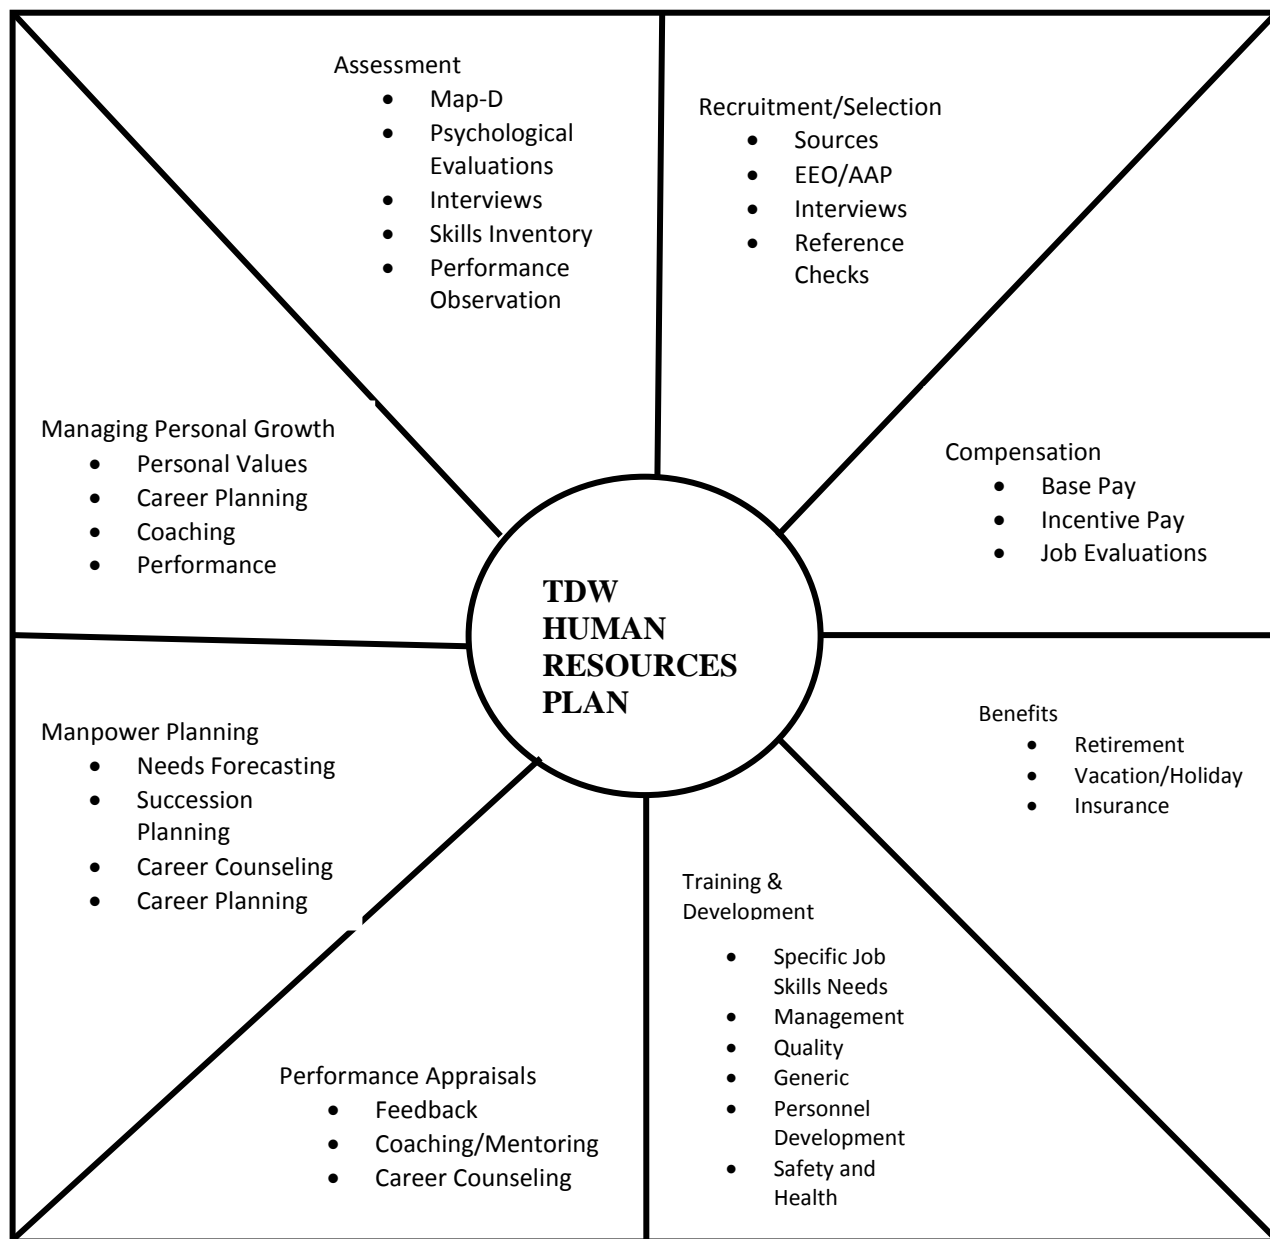 Assessment
• Map-D
• Psychological
Evaluations
• Interviews
• Skills Inventory
• Performance
Observation
Recruitment/Selection
• Sources
• EEO/AAP
• Interviews
• Reference
Checks
Managing Personal Growth
• Personal Values
• Career Planning
• Coaching
• Performance
Compensation
• Base Pay
• Incentive Pay
• Job Evaluations
TDW
HUMAN
RESOURCES
PLAN
Manpower Planning
• Needs Forecasting
• Succession
Planning
• Career Counseling
• Career Planning
Benefits
• Retirement
• Vacation/Holiday
• Insurance
Performance Appraisals
• Feedback
• Coaching/Mentoring
• Career Counseling
Training &
Development
• Specific Job
Skills Needs
• Management
• Quality
• Generic
• Personnel
Development
• Safety and
Health